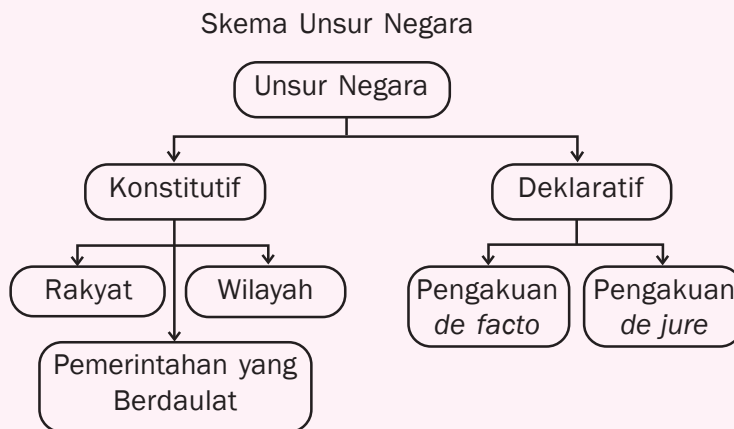 Skema Unsur Negara
Unsur Negara
Konstitutif
Deklaratif
Rakyat
Wilayah
Pengakuan
de facto
Pengakuan
de jure
Pemerintahan yang
Berdaulat